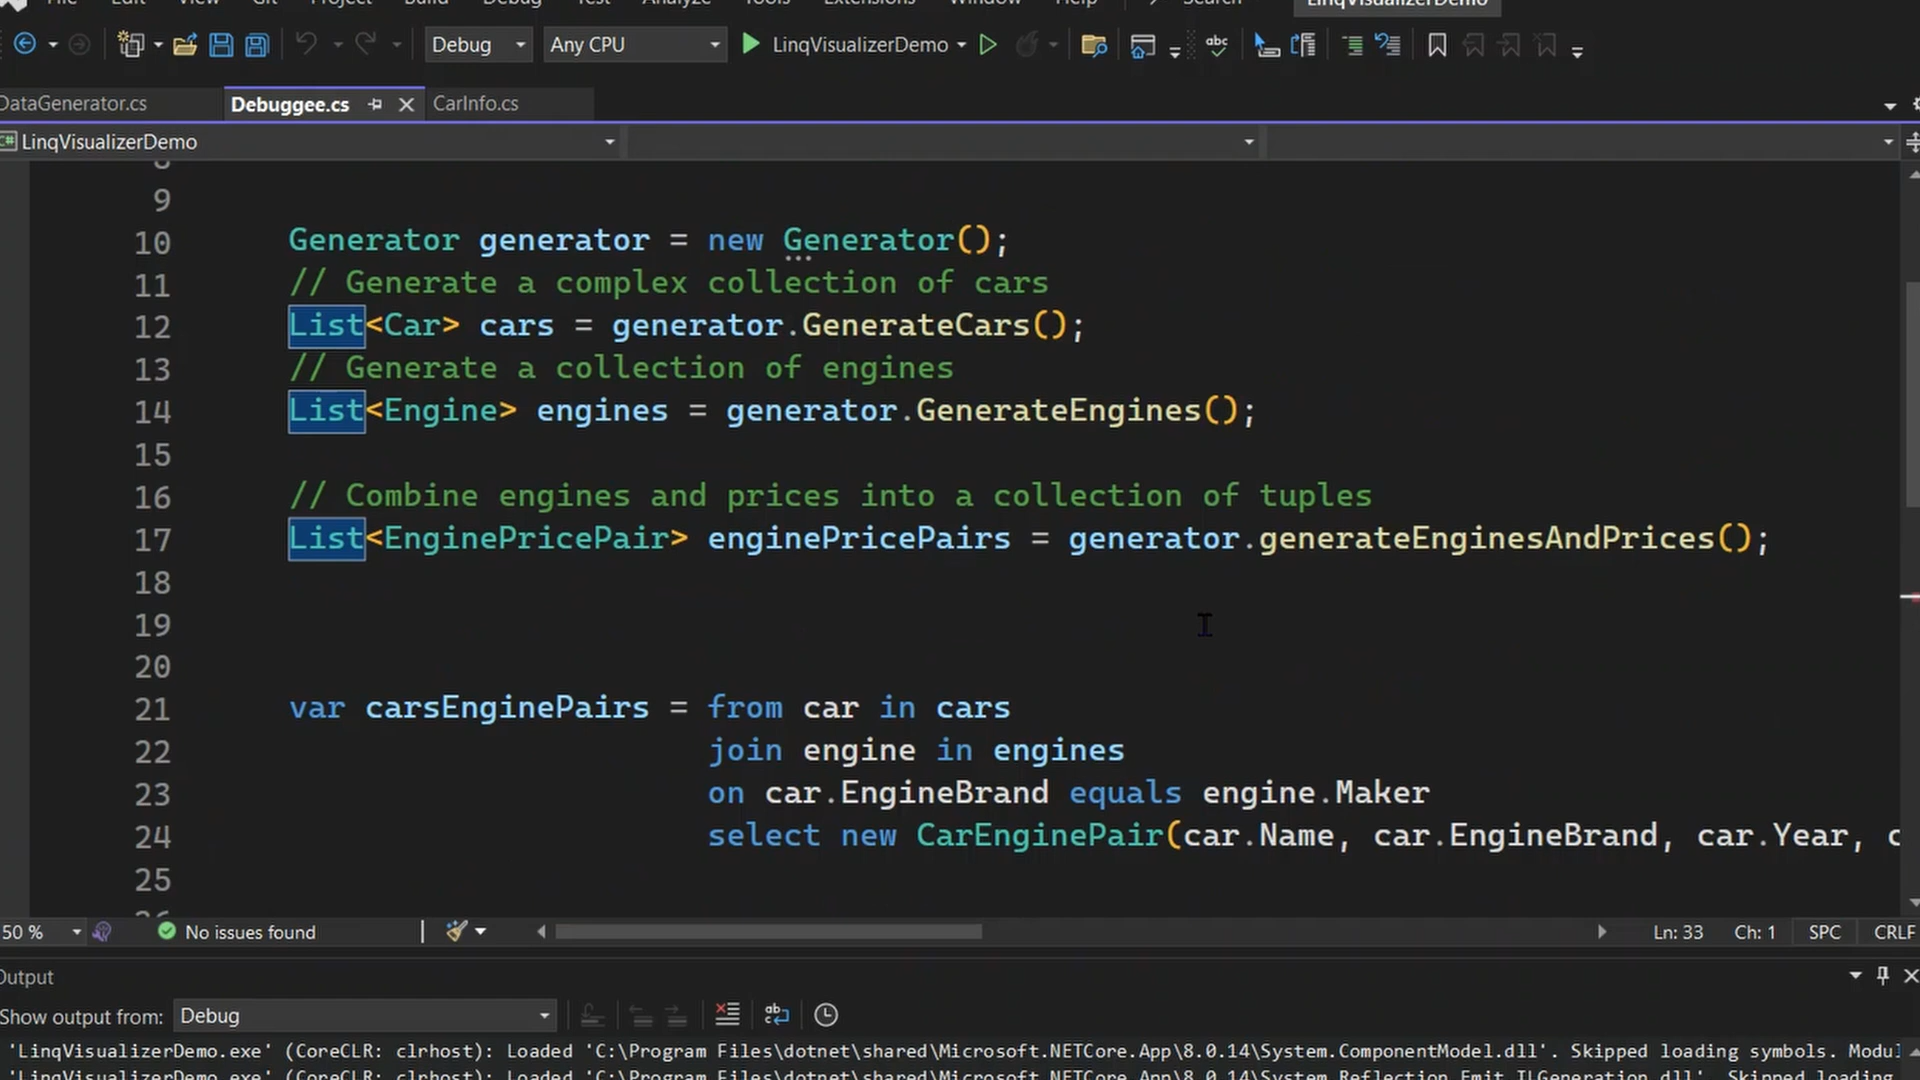 File Edit View Git Project Build Debug Test Analyze Tools Extensions Window Help Search LinqVisualizerDemo
Debug Any CPU LinqVisualizerDemo
DataGenerator.cs Debuggee.cs CarInfo.cs
C# LinqVisualizerDemo
8
9
10 Generator generator = new Generator();
11 // Generate a complex collection of cars
12 List<Car> cars = generator.GenerateCars();
13 // Generate a collection of engines
14 List<Engine> engines = generator.GenerateEngines();
15
16 // Combine engines and prices into a collection of tuples
17 List<EnginePricePair> enginePricePairs = generator.generateEnginesAndPrices();
18
19
20
21 var carsEnginePairs = from car in cars
22 join engine in engines
23 on car.EngineBrand equals engine.Maker
24 select new CarEnginePair(car.Name, car.EngineBrand, car.Year, c
25
50 % No issues found Ln: 33 Ch: 1 SPC CRLF
Output
Show output from: Debug
'LinqVisualizerDemo.exe' (CoreCLR: clrhost): Loaded 'C:\Program Files\dotnet\shared\Microsoft.NETCore.App\8.0.14\System.ComponentModel.dll'. Skipped loading symbols. Modul
'LinqVisualizerDemo.exe' (CoreCLR: clrhost): Loaded 'C:\Program Files\dotnet\shared\Microsoft.NETCore.App\8.0.14\System.Reflection.Emit.ILGeneration.dll'. Skipped loading